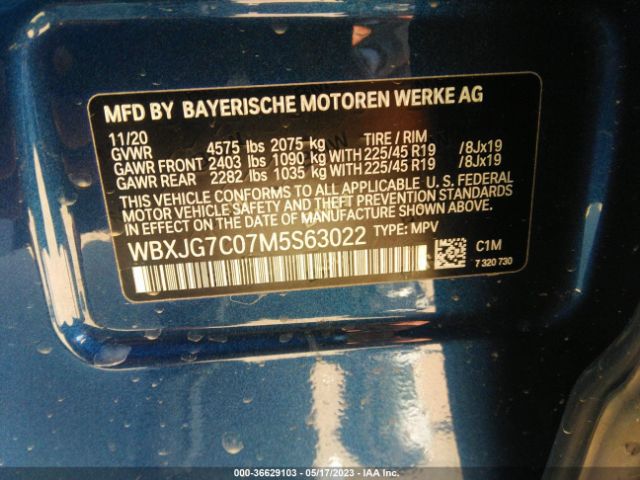 MFD BY BAYERISCHE MOTOREN WERKE AG
11/20
GVWR 4575 lbs 2075 kg TIRE / RIM
GAWR FRONT 2403 lbs 1090 kg WITH 225/45 R19 /8Jx19
GAWR REAR 2282 lbs 1035 kg WITH 225/45 R19 /8Jx19
THIS VEHICLE CONFORMS TO ALL APPLICABLE U. S. FEDERAL
MOTOR VEHICLE SAFETY AND THEFT PREVENTION STANDARDS
IN EFFECT ON THE DATE OF MANUFACTURE SHOWN ABOVE.
WBXJG7C07M5S63022 TYPE: MPV
C1M
7 320 730
000-36629103 - 05/17/2023 - IAA Inc.